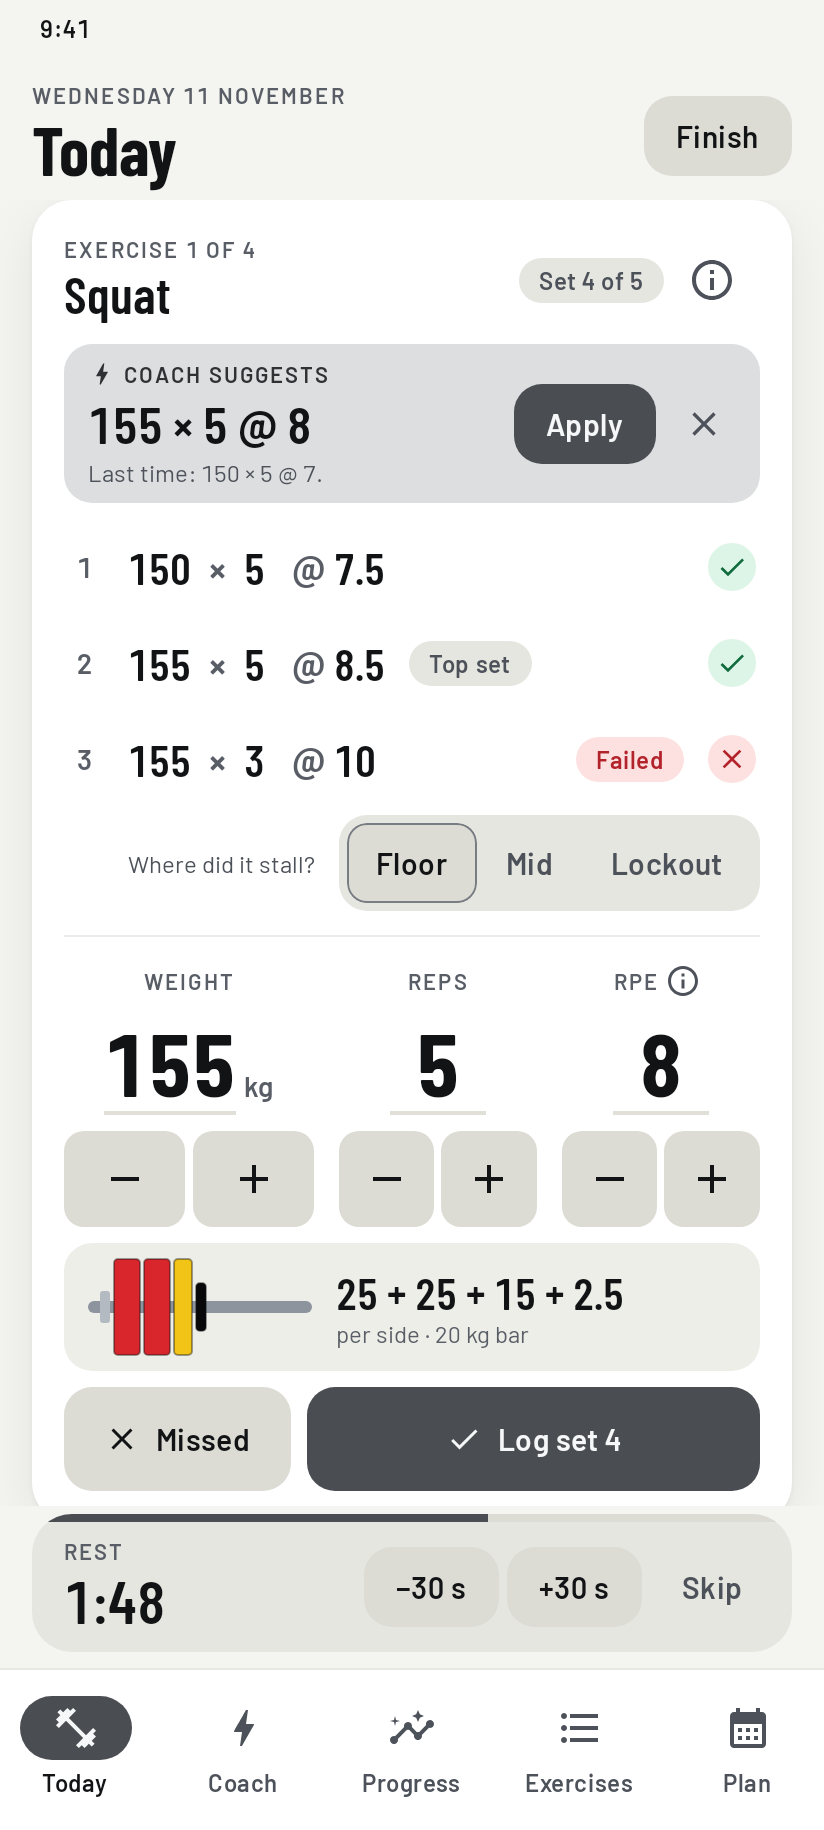 9:41
WEDNESDAY 11 NOVEMBER
Today
Finish
EXERCISE 1 OF 4
Squat
Set 4 of 5
COACH SUGGESTS
155 × 5 @ 8
Last time: 150 × 5 @ 7.
Apply
1 150 × 5 @ 7.5
2 155 × 5 @ 8.5 Top set
3 155 × 3 @ 10 Failed
Where did it stall? Floor Mid Lockout
WEIGHT REPS RPE
155 kg 5 8
25 + 25 + 15 + 2.5
per side · 20 kg bar
Missed Log set 4
REST
1:48
−30 s +30 s Skip
Today Coach Progress Exercises Plan